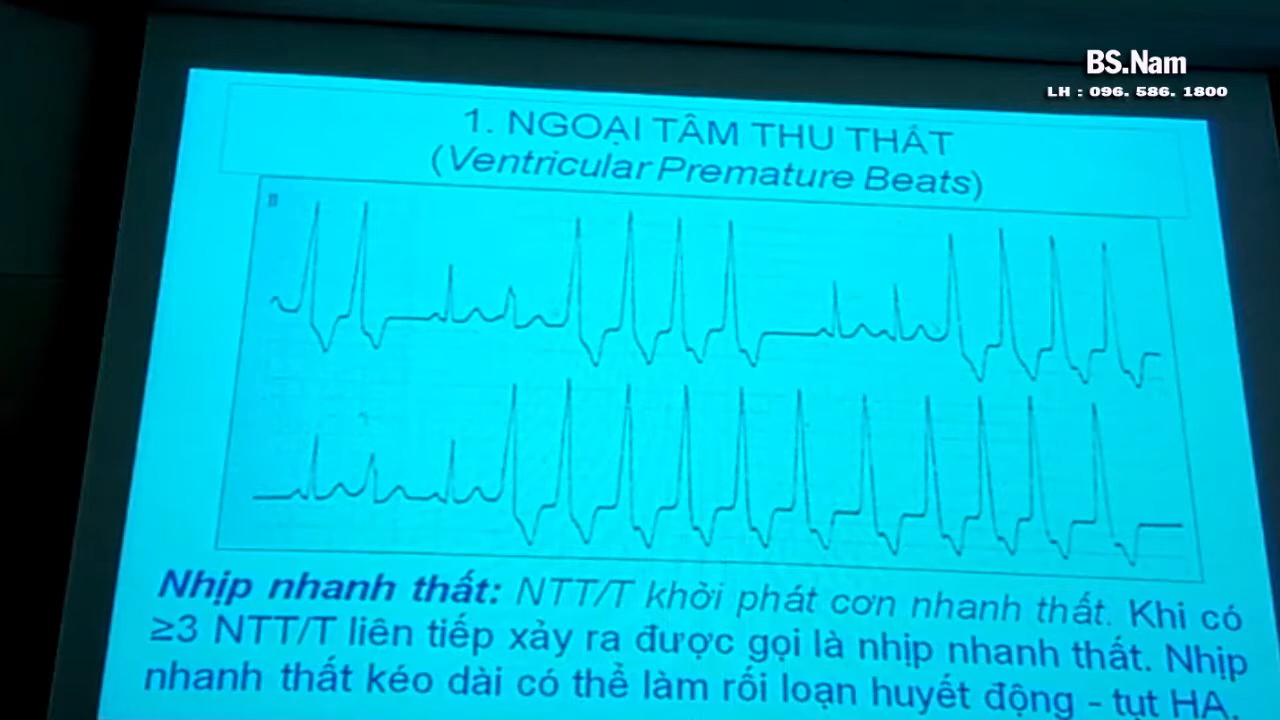 BS.Nam
LH : 096. 586. 1800
1. NGOẠI TÂM THU THẤT
(Ventricular Premature Beats)
II
Nhịp nhanh thất: NTT/T khởi phát cơn nhanh thất. Khi có
≥3 NTT/T liên tiếp xảy ra được gọi là nhịp nhanh thất. Nhịp
nhanh thất kéo dài có thể làm rối loạn huyết động - tụt HA.